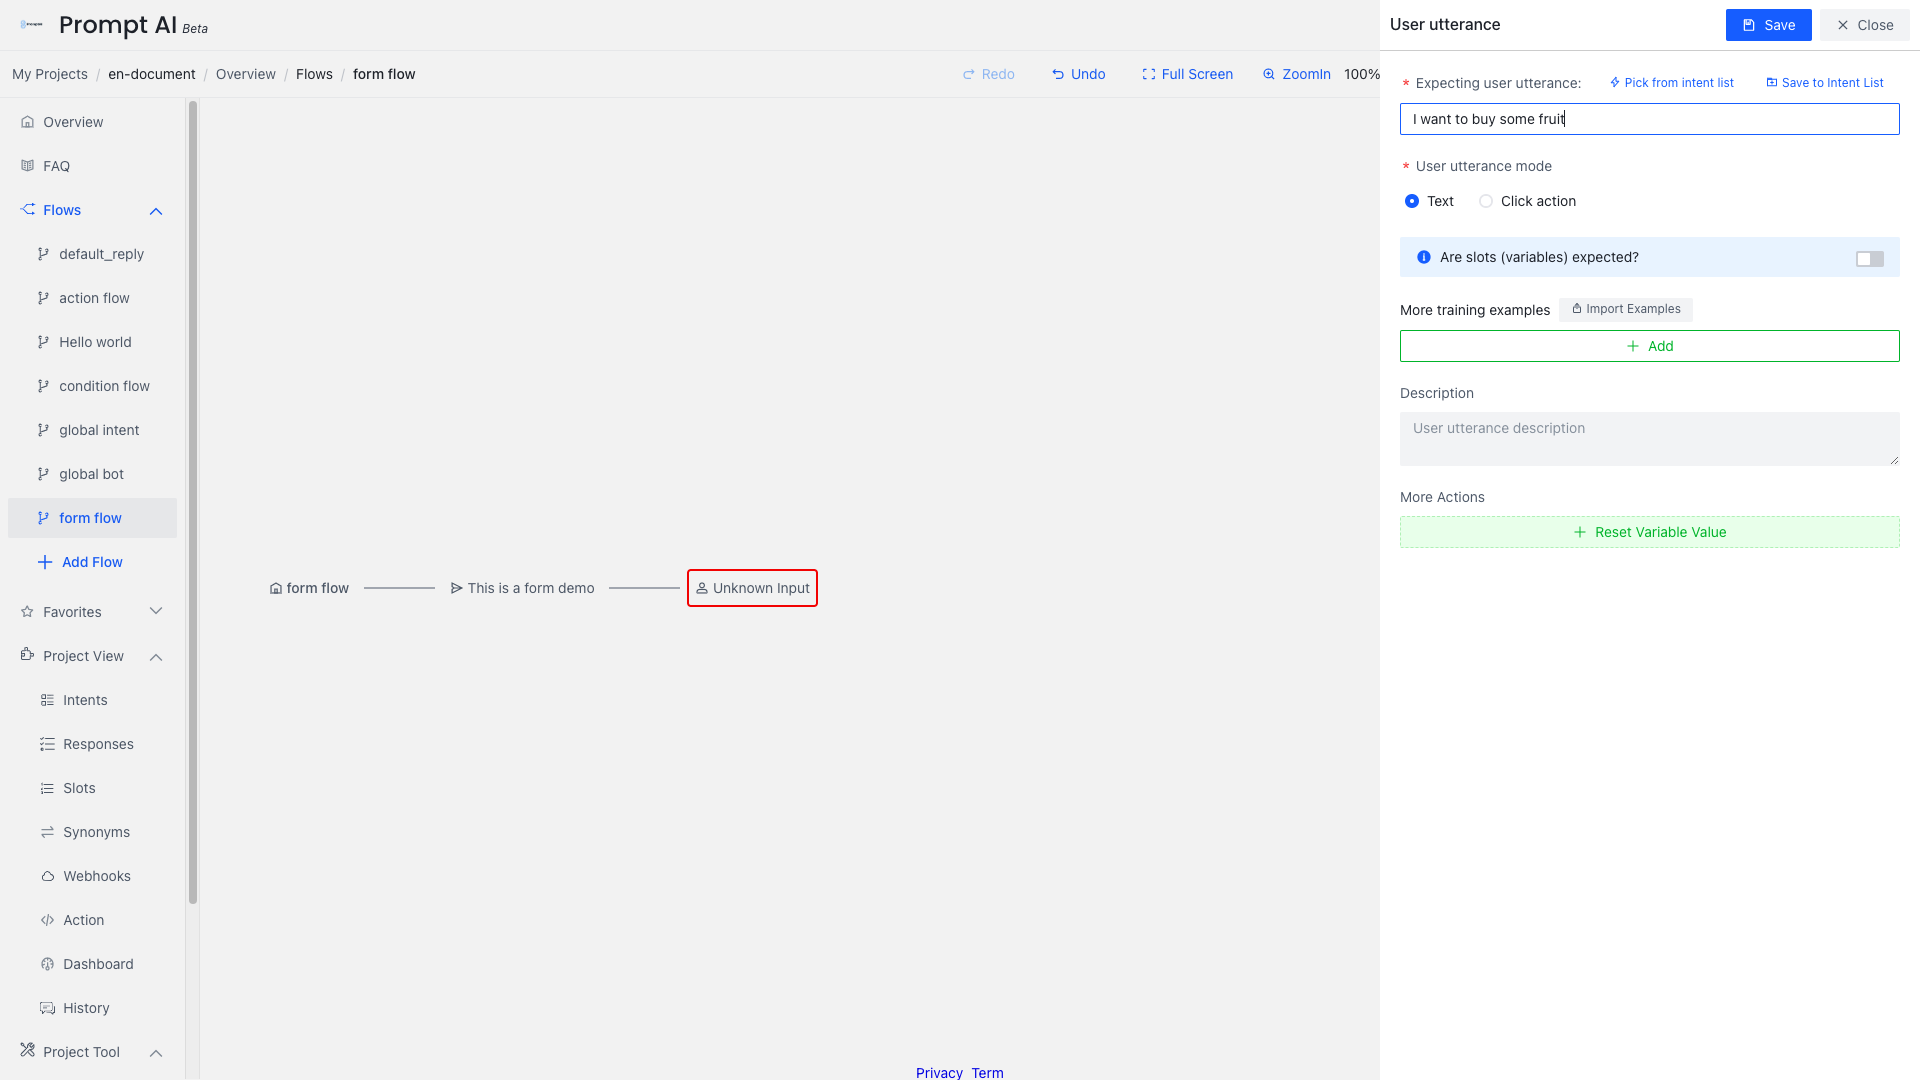 Prompt AI Beta
My Projects / en-document / Overview / Flows / form flow
Redo
Undo
Full Screen
ZoomIn
100%
Overview
FAQ
Flows
default_reply
action flow
Hello world
condition flow
global intent
global bot
form flow
Add Flow
Favorites
Project View
Intents
Responses
Slots
Synonyms
Webhooks
Action
Dashboard
History
Project Tool
form flow
This is a form demo
Unknown Input
Privacy Term
User utterance
Save
Close
* Expecting user utterance:
Pick from intent list
Save to Intent List
I want to buy some fruit
* User utterance mode
Text
Click action
Are slots (variables) expected?
More training examples
Import Examples
Add
Description
User utterance description
More Actions
Reset Variable Value